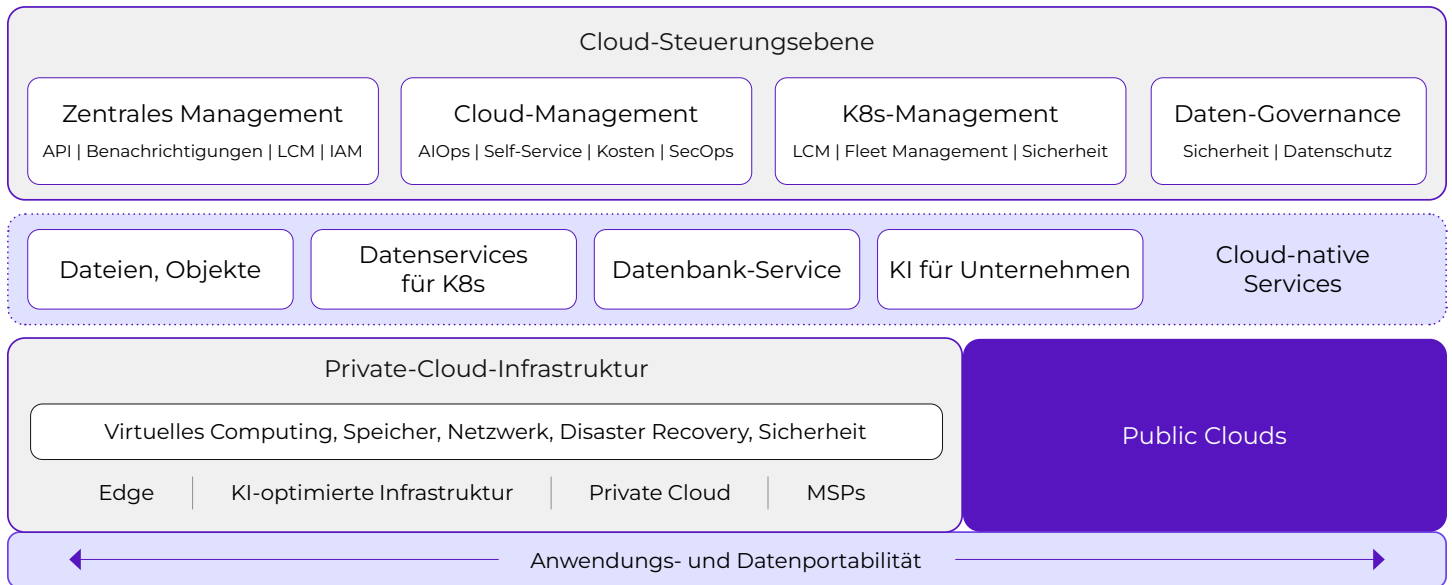 Cloud-Steuerungsebene
Zentrales Management
API | Benachrichtigungen | LCM | IAM
Cloud-Management
AIOps | Self-Service | Kosten | SecOps
K8s-Management
LCM | Fleet Management | Sicherheit
Daten-Governance
Sicherheit | Datenschutz
Dateien, Objekte
Datenservices
für K8s
Datenbank-Service
KI für Unternehmen
Cloud-native
Services
Private-Cloud-Infrastruktur
Virtuelles Computing, Speicher, Netzwerk, Disaster Recovery, Sicherheit
Edge
KI-optimierte Infrastruktur
Private Cloud
MSPs
Public Clouds
Anwendungs- und Datenportabilität